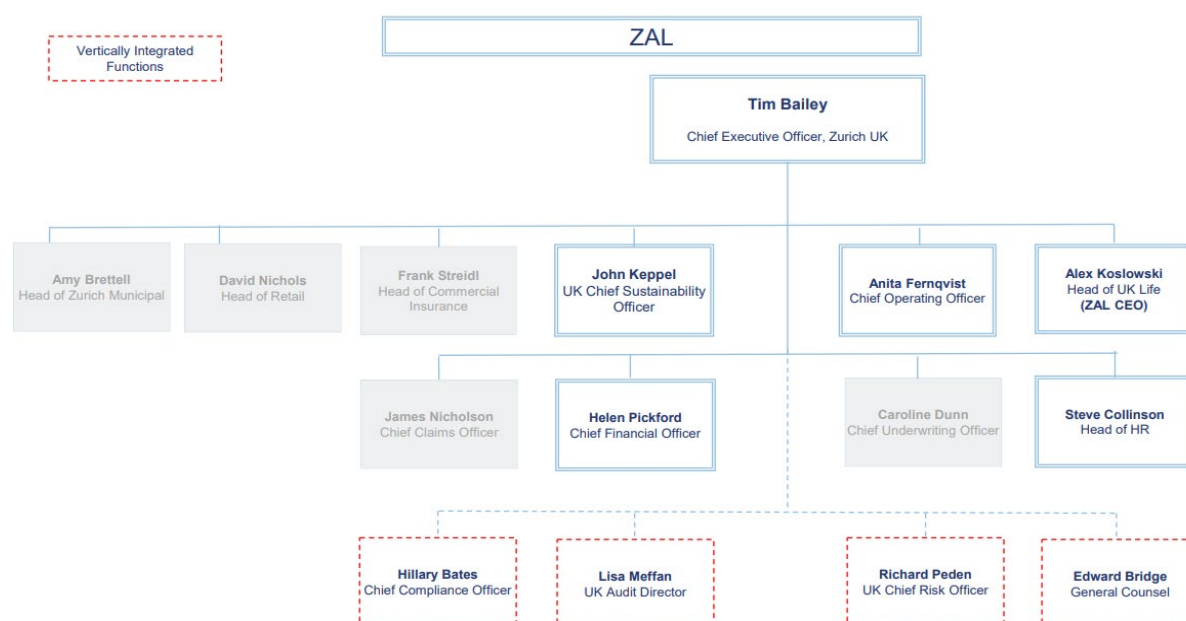 ZAL
Vertically Integrated
Functions
Tim Bailey
Chief Executive Officer, Zurich UK
Amy Brettell
Head of Zurich Municipal
David Nichols
Head of Retail
Frank Streidl
Head of Commercial
Insurance
John Keppel
UK Chief Sustainability
Officer
Anita Fernqvist
Chief Operating Officer
Alex Koslowski
Head of UK Life
(ZAL CEO)
James Nicholson
Chief Claims Officer
Helen Pickford
Chief Financial Officer
Caroline Dunn
Chief Underwriting Officer
Steve Collinson
Head of HR
Hillary Bates
Chief Compliance Officer
Lisa Meffan
UK Audit Director
Richard Peden
UK Chief Risk Officer
Edward Bridge
General Counsel